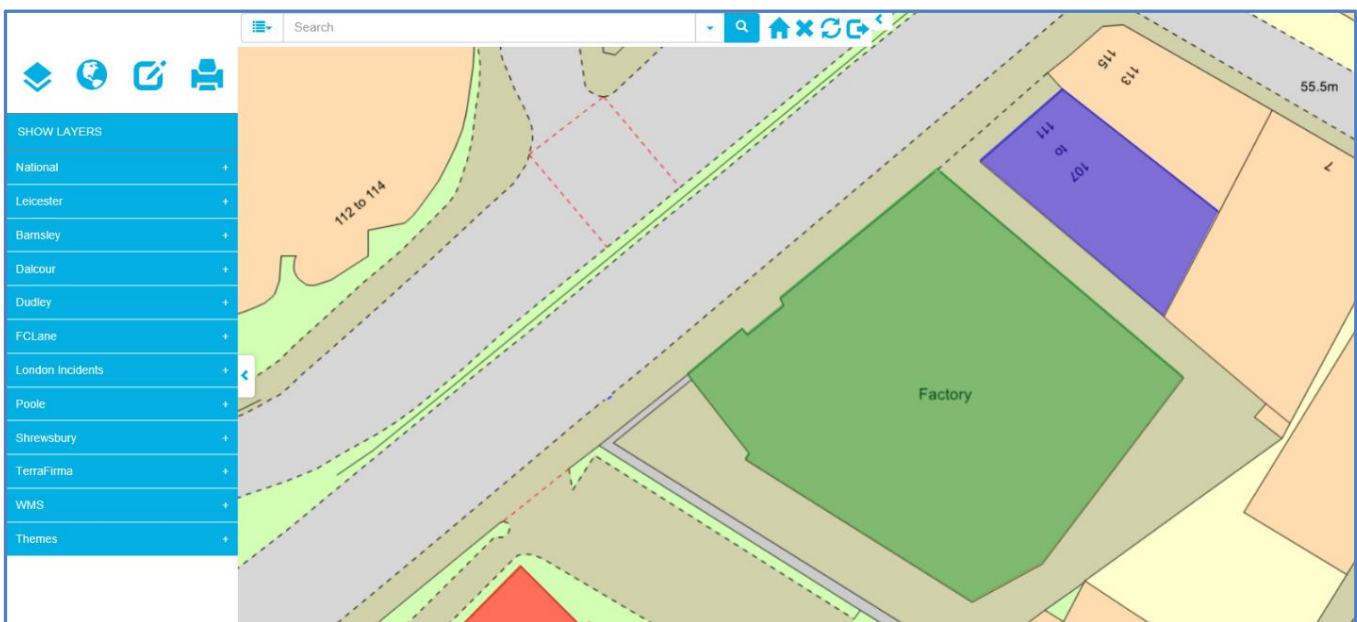 Search
SHOW LAYERS
National +
Leicester +
Barnsley +
Dalcour +
Dudley +
FCLane +
London Incidents +
Poole +
Shrewsbury +
TerraFirma +
WMS +
Themes +
112 to 114
115
113
111
to
107
55.5m
7
Factory